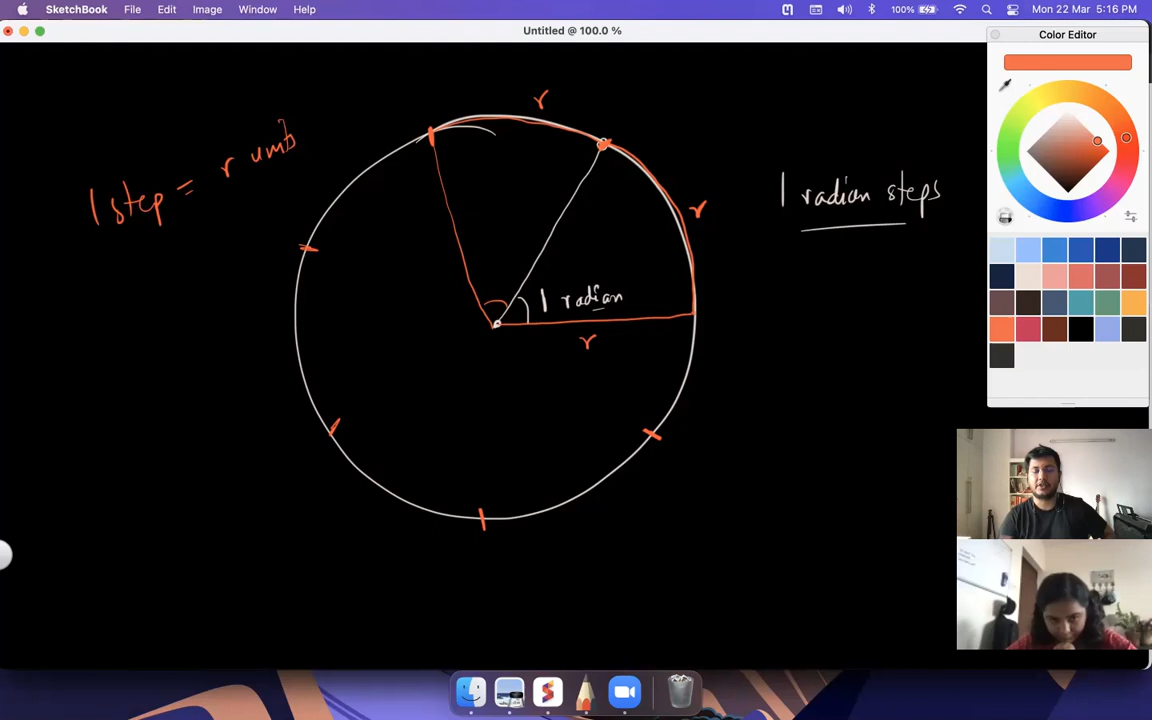 SketchBook File Edit Image Window Help 100% Mon 22 Mar 5:16 PM
Untitled @ 100.0 %
Color Editor
r
1 step = r units
1 radian steps
r
1 radian
r